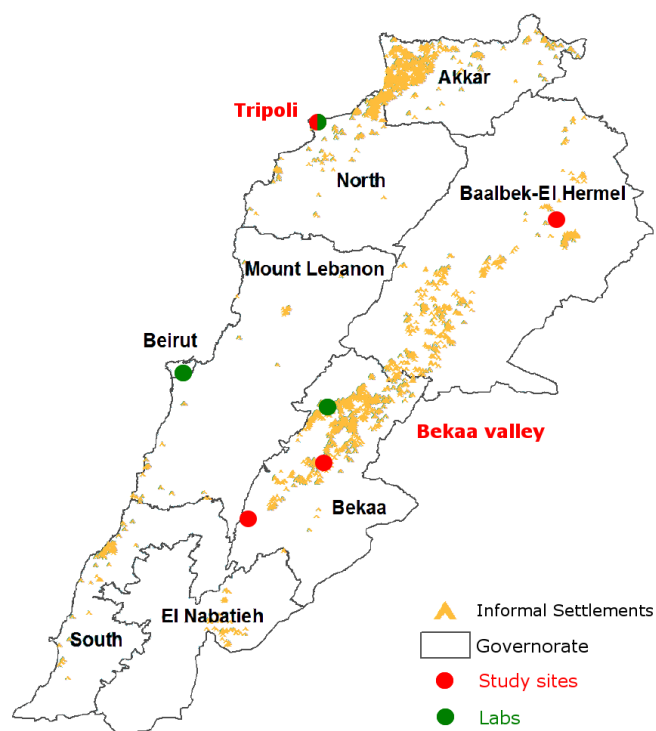 Akkar
Tripoli
North
Baalbek-El Hermel
Mount Lebanon
Beirut
Bekaa valley
Bekaa
El Nabatieh
South
Informal Settlements
Governorate
Study sites
Labs